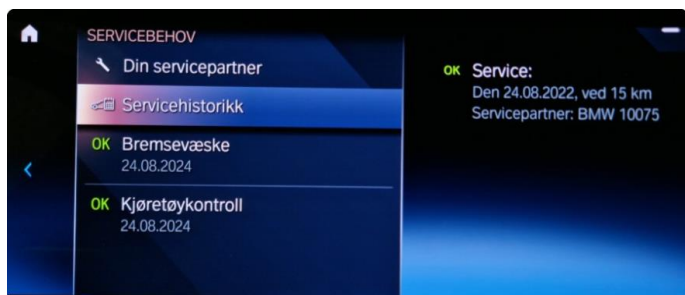 SERVICEBEHOV
Din servicepartner
Servicehistorikk
OK Bremsevæske
24.08.2024
OK Kjøretøykontroll
24.08.2024
OK Service:
Den 24.08.2022, ved 15 km
Servicepartner: BMW 10075